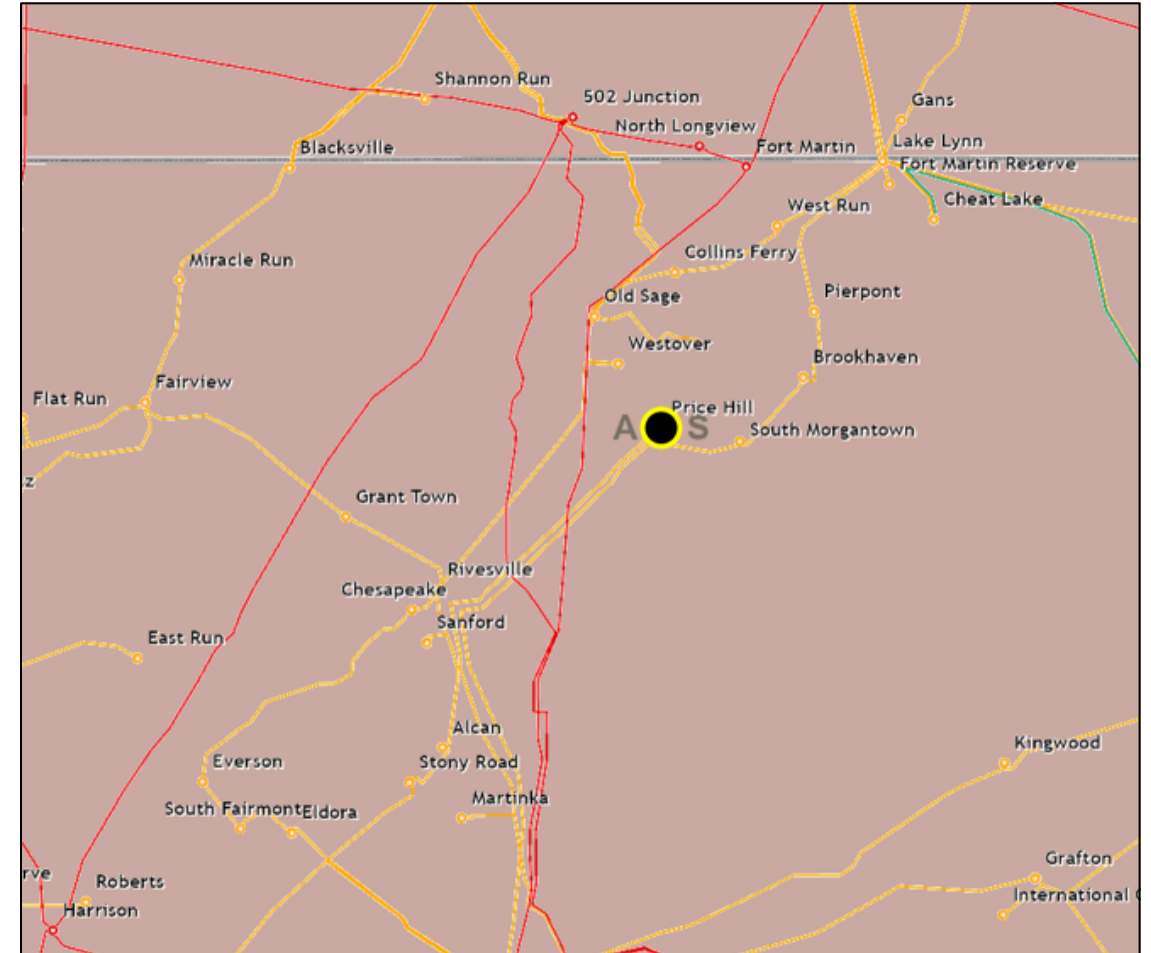 Shannon Run
502 Junction
Gans
North Longview
Lake Lynn
Blacksville
Fort Martin
Fort Martin Reserve
West Run
Cheat Lake
Miracle Run
Collins Ferry
Old Sage
Pierpont
Westover
Brookhaven
Fairview
Flat Run
Price Hill
A S
South Morgantown
z
Grant Town
Rivesville
Chesapeake
Sanford
East Run
Alcan
Kingwood
Everson
Stony Road
Martinka
South Fairmont
Eldora
Grafton
rve
Roberts
International
Harrison